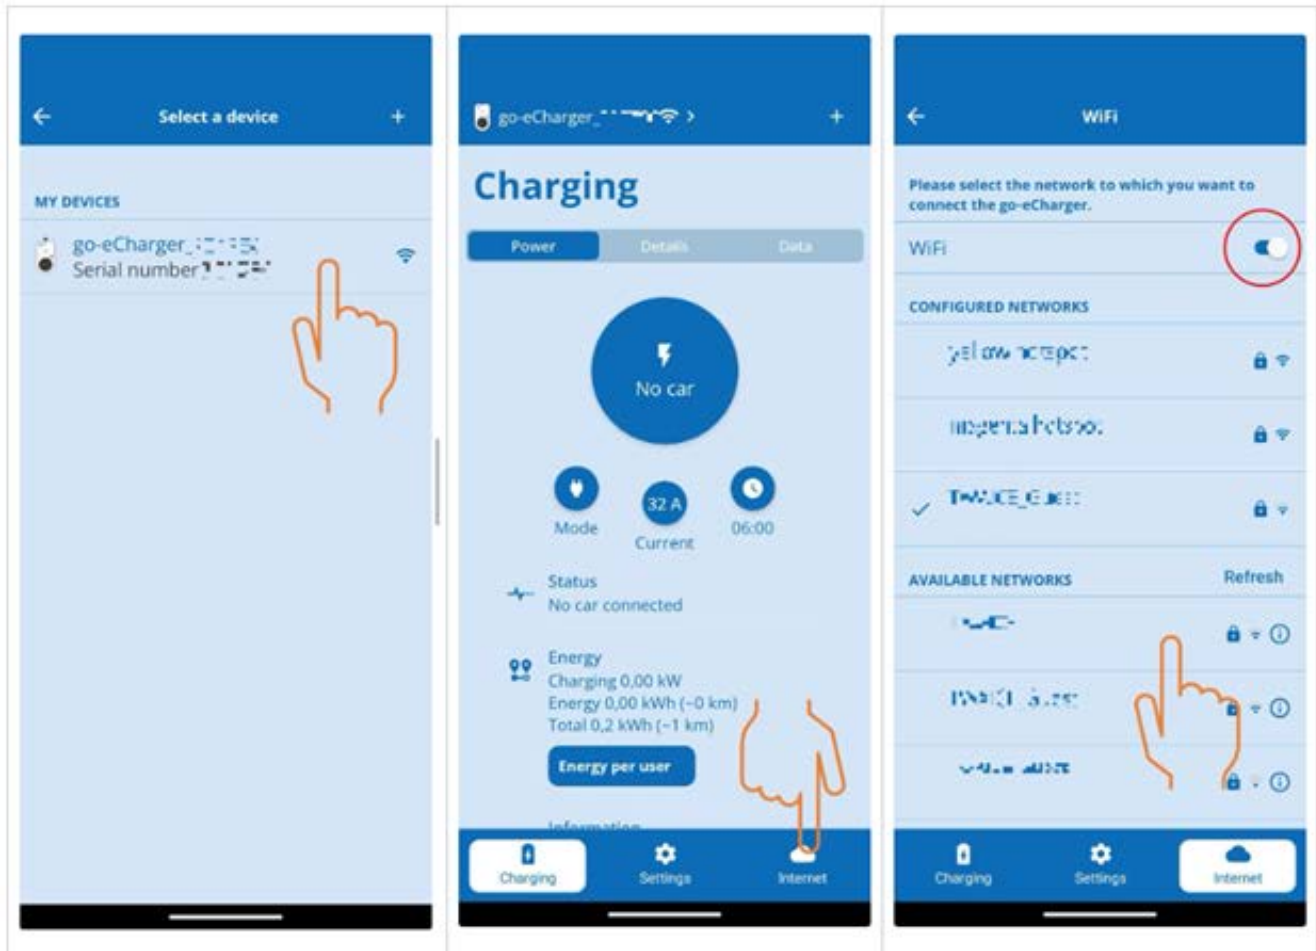 Select a device
+
MY DEVICES
go-eCharger_
Serial number
go-eCharger_ >
+
Charging
Power Details Data
No car
32 A
Mode Current 06:00
Status
No car connected
Energy
Charging 0,00 kW
Energy 0,00 kWh (~0 km)
Total 0,2 kWh (~1 km)
Energy per user
Information
Charging Settings Internet
WiFi
Please select the network to which you want to
connect the go-eCharger.
WiFi
CONFIGURED NETWORKS
AVAILABLE NETWORKS Refresh
Charging Settings Internet